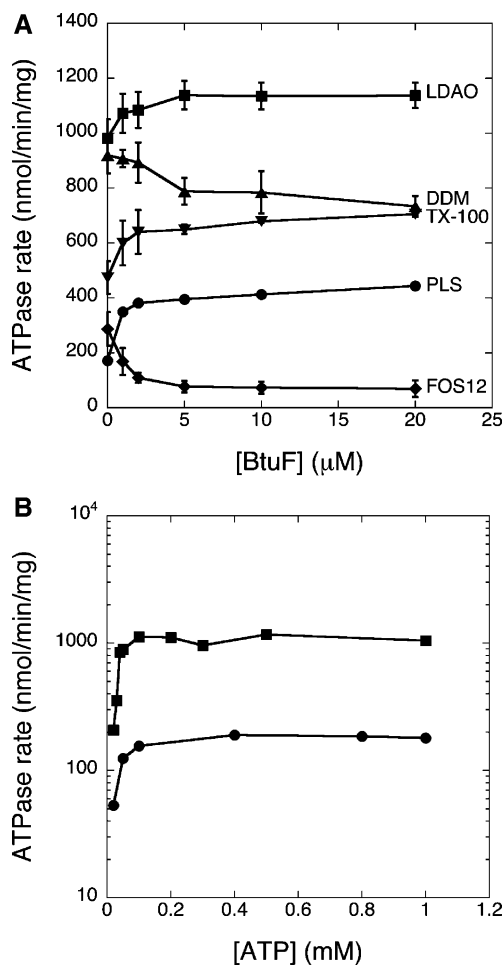 A
1400
1200
1000
800
600
400
200
0
ATPase rate (nmol/min/mg)
LDAO
DDM
TX-100
PLS
FOS12
0 5 10 15 20 25
[BtuF] (μM)
B
10⁴
1000
100
10
ATPase rate (nmol/min/mg)
0 0.2 0.4 0.6 0.8 1 1.2
[ATP] (mM)